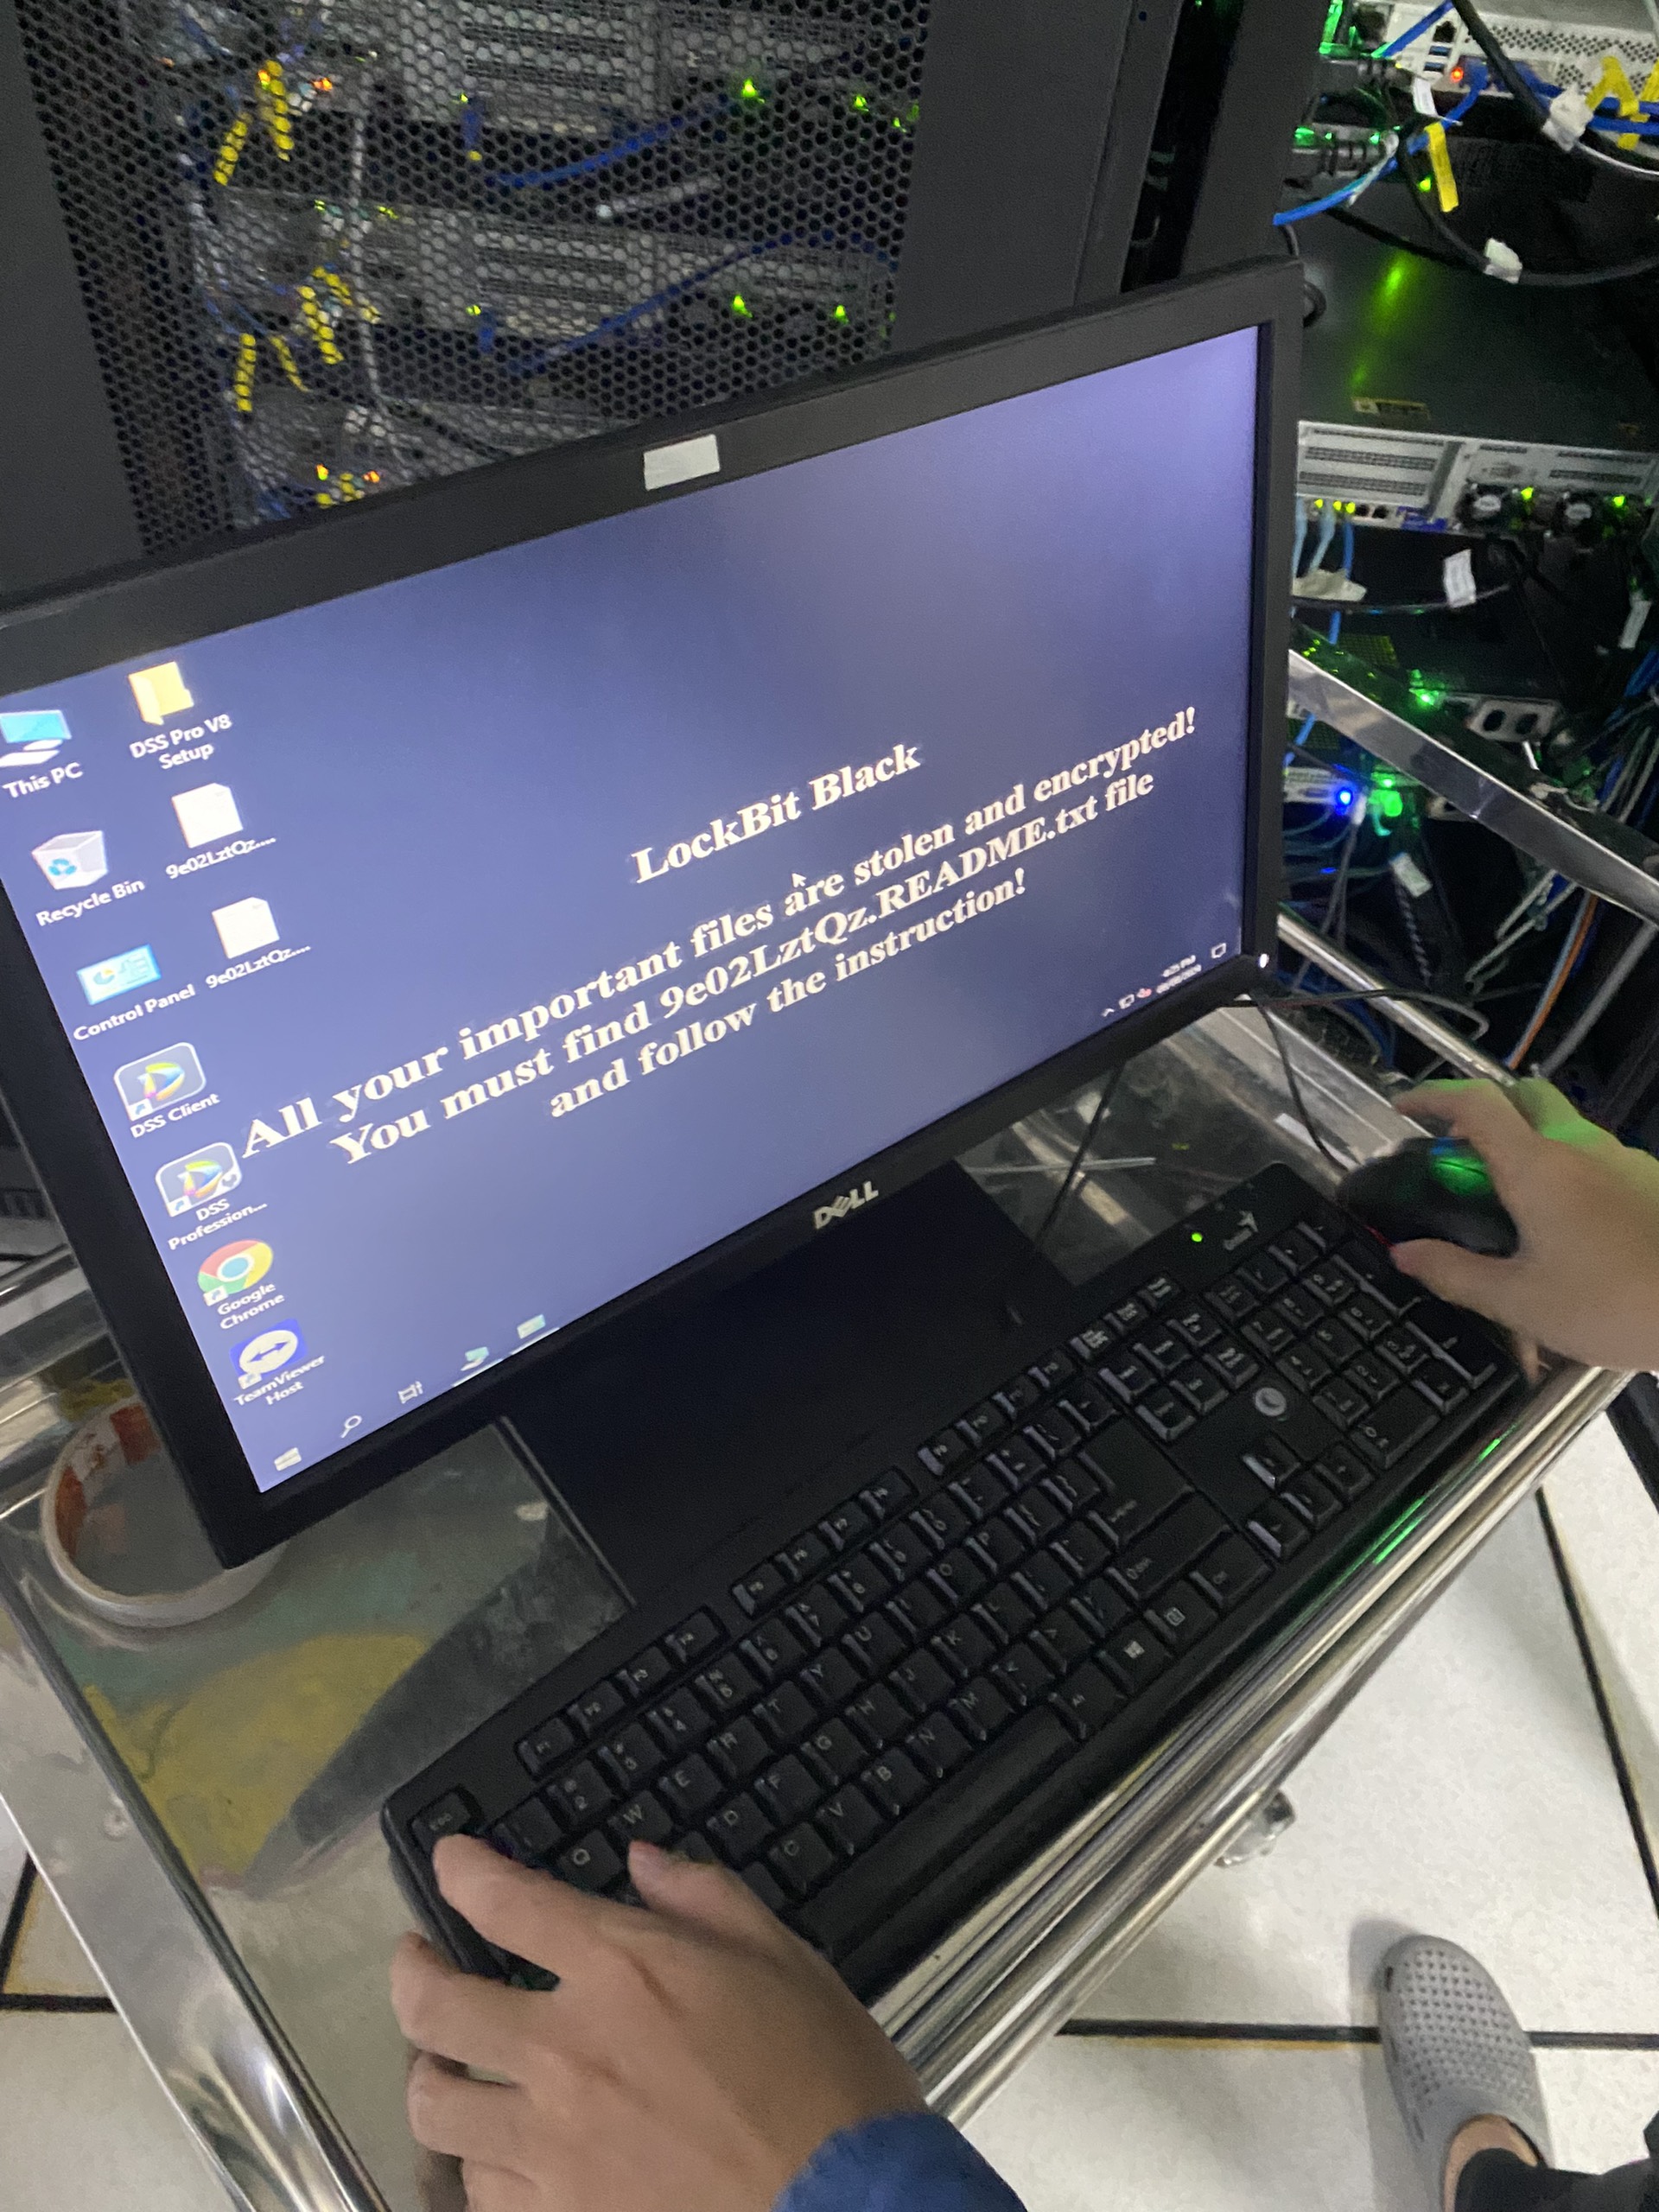 This PC
DSS Pro V8
Setup
Recycle Bin
9e02LztQz....
Control Panel
9e02LztQz....
DSS Client
DSS
Profession...
Google
Chrome
TeamViewer
Host
LockBit Black
All your important files are stolen and encrypted!
You must find 9e02LztQz.README.txt file
and follow the instruction!
DELL
Q
W
E
R
T
Y
U
D
F
G
H
J
K
C
V
B
N
M